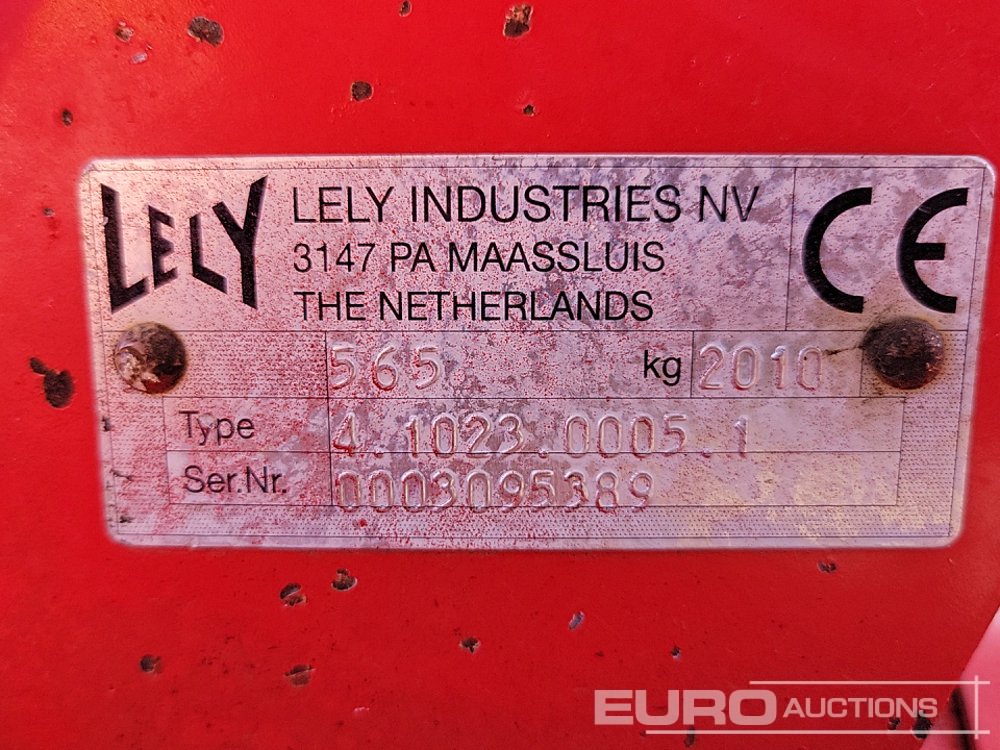 LELY
LELY INDUSTRIES NV
3147 PA MAASSLUIS
THE NETHERLANDS
CE
565 kg 2010
Type 4.1023.0005.1
Ser.Nr. 0003095389
EURO AUCTIONS